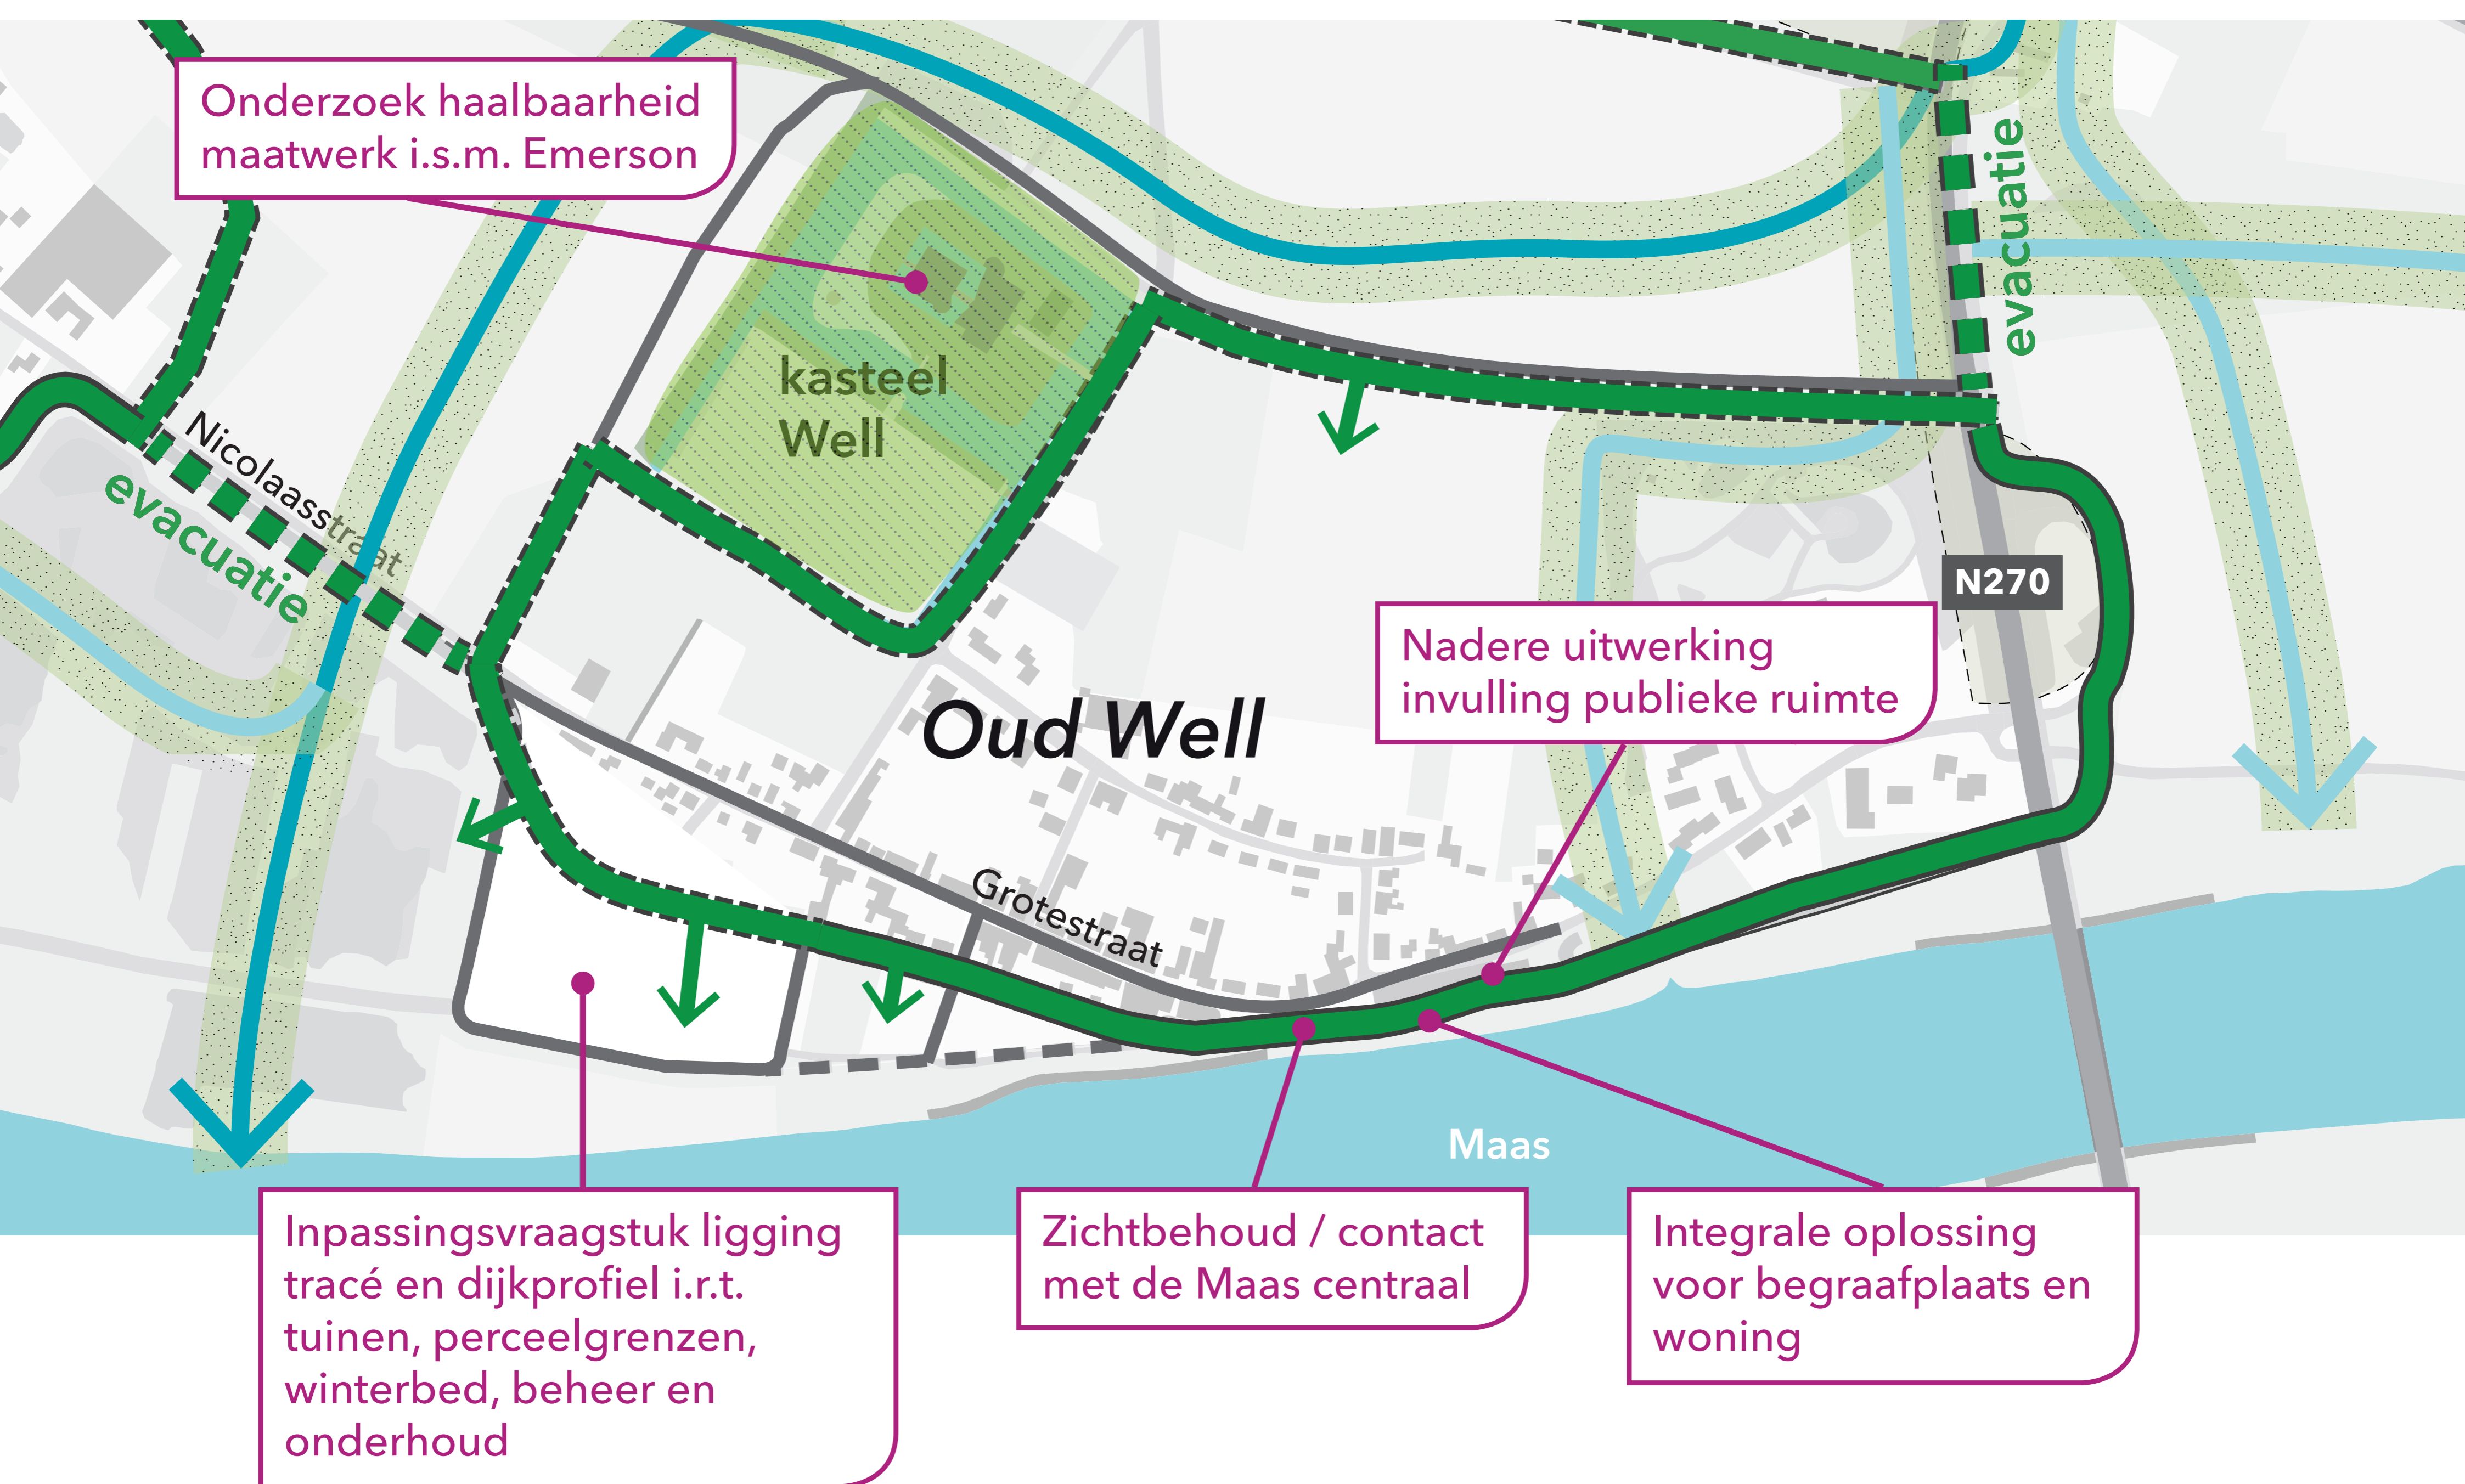 Onderzoek haalbaarheid
maatwerk i.s.m. Emerson
evacuatie
kasteel
Well
Nicolaasstraat
evacuatie
N270
Nadere uitwerking
invulling publieke ruimte
Oud Well
Grotestraat
Maas
Inpassingsvraagstuk ligging
tracé en dijkprofiel i.r.t.
tuinen, perceelgrenzen,
winterbed, beheer en
onderhoud
Zichtbehoud / contact
met de Maas centraal
Integrale oplossing
voor begraafplaats en
woning